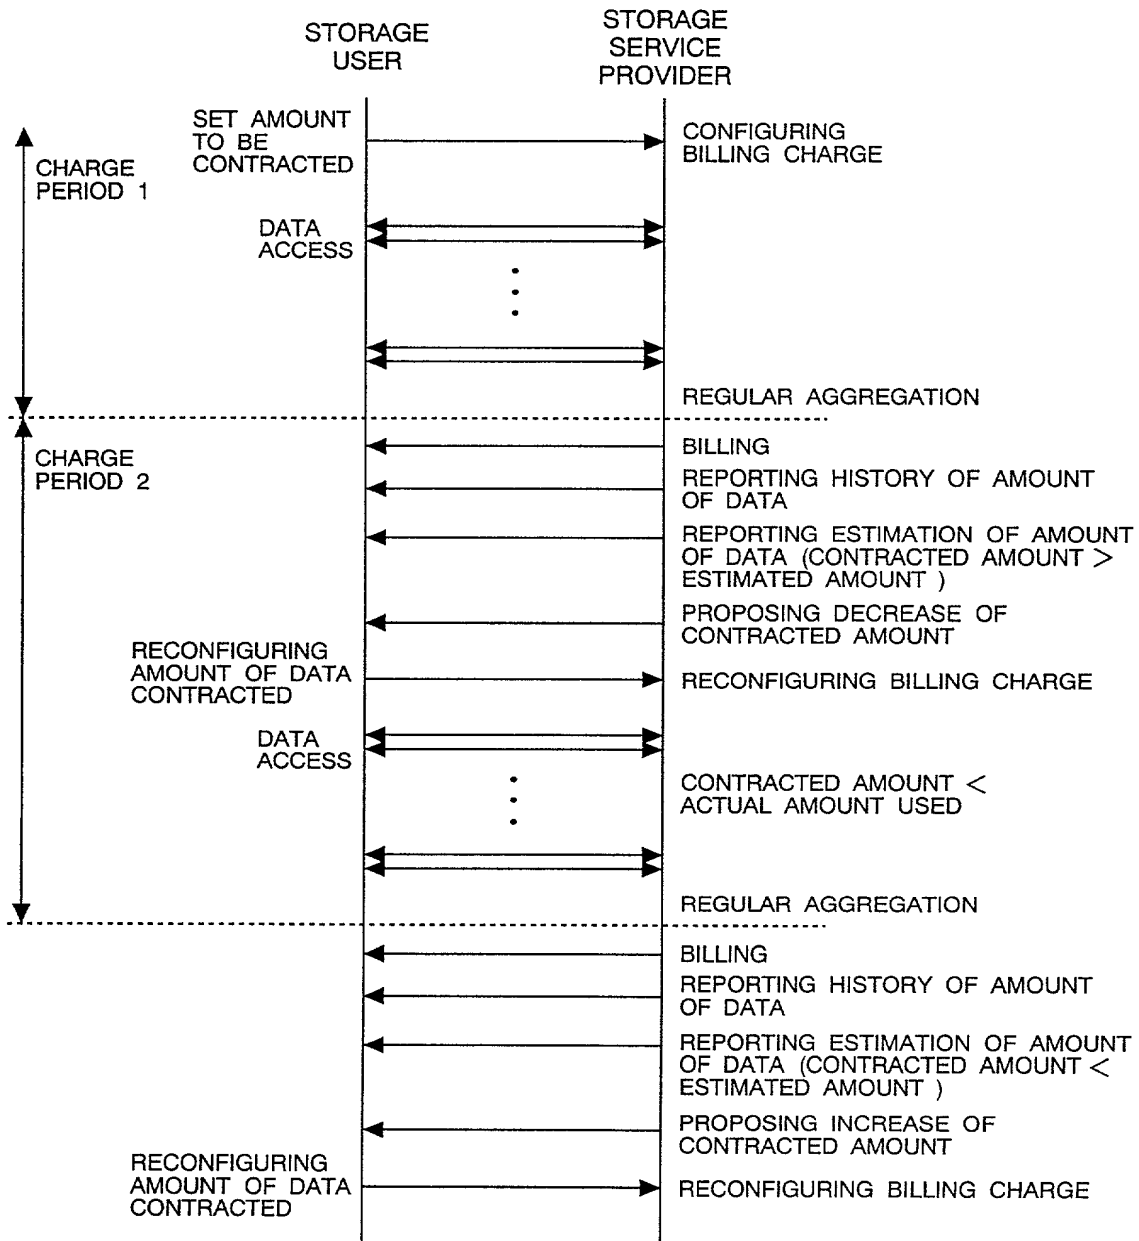 STORAGE
USER
STORAGE
SERVICE
PROVIDER
SET AMOUNT
TO BE
CONTRACTED
CONFIGURING
BILLING CHARGE
CHARGE
PERIOD 1
DATA
ACCESS
REGULAR AGGREGATION
CHARGE
PERIOD 2
BILLING
REPORTING HISTORY OF AMOUNT
OF DATA
REPORTING ESTIMATION OF AMOUNT
OF DATA (CONTRACTED AMOUNT >
ESTIMATED AMOUNT )
PROPOSING DECREASE OF
CONTRACTED AMOUNT
RECONFIGURING
AMOUNT OF DATA
CONTRACTED
RECONFIGURING BILLING CHARGE
DATA
ACCESS
CONTRACTED AMOUNT <
ACTUAL AMOUNT USED
REGULAR AGGREGATION
BILLING
REPORTING HISTORY OF AMOUNT
OF DATA
REPORTING ESTIMATION OF AMOUNT
OF DATA (CONTRACTED AMOUNT <
ESTIMATED AMOUNT )
PROPOSING INCREASE OF
CONTRACTED AMOUNT
RECONFIGURING
AMOUNT OF DATA
CONTRACTED
RECONFIGURING BILLING CHARGE